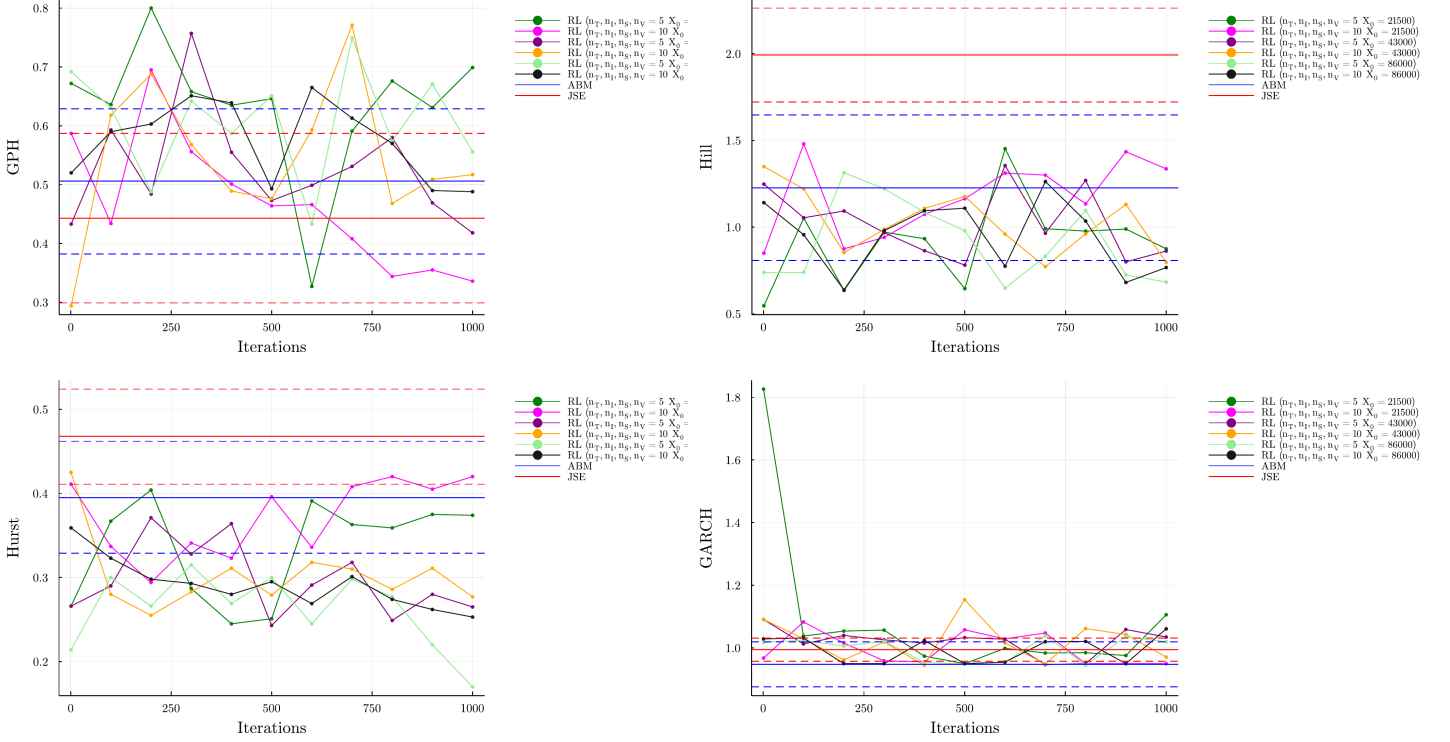 0.8
0.7
0.6
0.5
0.4
0.3
GPH
0
250
500
750
1000
Iterations
RL (n_T, n_I, n_S, n_V = 5 X_0 =
RL (n_T, n_I, n_S, n_V = 10 X_0
RL (n_T, n_I, n_S, n_V = 5 X_0 =
RL (n_T, n_I, n_S, n_V = 10 X_0
RL (n_T, n_I, n_S, n_V = 5 X_0 =
RL (n_T, n_I, n_S, n_V = 10 X_0
ABM
JSE
2.0
1.5
1.0
0.5
Hill
0
250
500
750
1000
Iterations
RL (n_T, n_I, n_S, n_V = 5 X_0 = 21500)
RL (n_T, n_I, n_S, n_V = 10 X_0 = 21500)
RL (n_T, n_I, n_S, n_V = 5 X_0 = 43000)
RL (n_T, n_I, n_S, n_V = 10 X_0 = 43000)
RL (n_T, n_I, n_S, n_V = 5 X_0 = 86000)
RL (n_T, n_I, n_S, n_V = 10 X_0 = 86000)
ABM
JSE
0.5
0.4
0.3
0.2
Hurst
0
250
500
750
1000
Iterations
RL (n_T, n_I, n_S, n_V = 5 X_0 =
RL (n_T, n_I, n_S, n_V = 10 X_0
RL (n_T, n_I, n_S, n_V = 5 X_0 =
RL (n_T, n_I, n_S, n_V = 10 X_0
RL (n_T, n_I, n_S, n_V = 5 X_0 =
RL (n_T, n_I, n_S, n_V = 10 X_0
ABM
JSE
1.8
1.6
1.4
1.2
1.0
GARCH
0
250
500
750
1000
Iterations
RL (n_T, n_I, n_S, n_V = 5 X_0 = 21500)
RL (n_T, n_I, n_S, n_V = 10 X_0 = 21500)
RL (n_T, n_I, n_S, n_V = 5 X_0 = 43000)
RL (n_T, n_I, n_S, n_V = 10 X_0 = 43000)
RL (n_T, n_I, n_S, n_V = 5 X_0 = 86000)
RL (n_T, n_I, n_S, n_V = 10 X_0 = 86000)
ABM
JSE